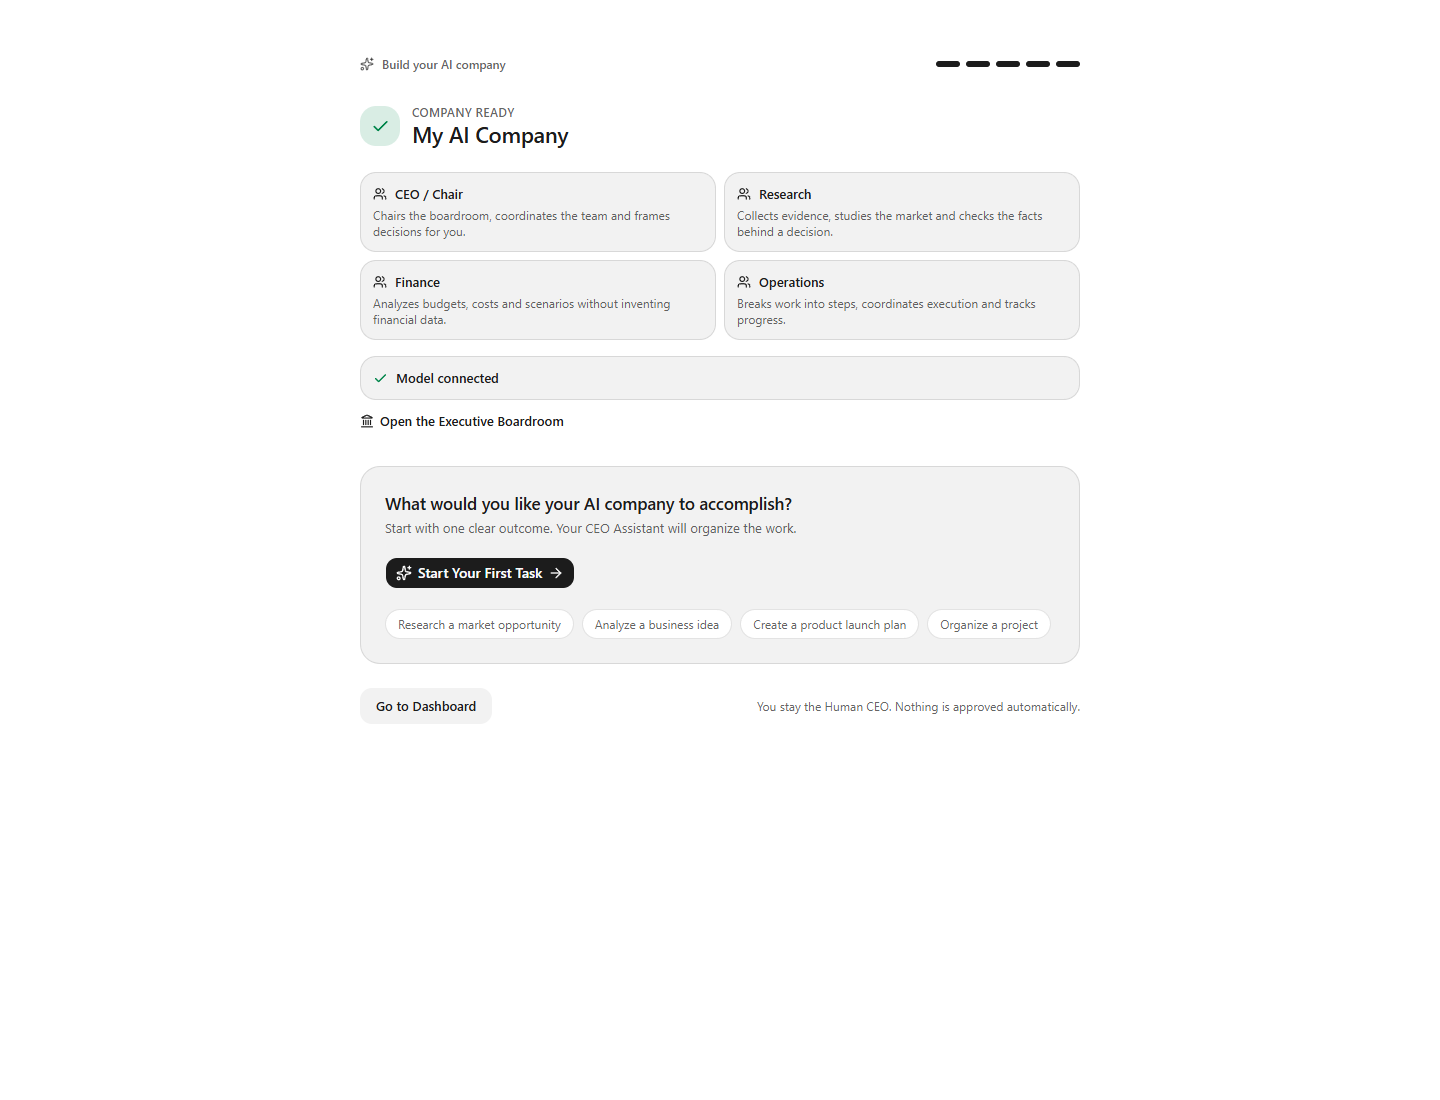 Build your AI company
COMPANY READY
My AI Company
CEO / Chair
Chairs the boardroom, coordinates the team and frames
decisions for you.
Research
Collects evidence, studies the market and checks the facts
behind a decision.
Finance
Analyzes budgets, costs and scenarios without inventing
financial data.
Operations
Breaks work into steps, coordinates execution and tracks
progress.
Model connected
Open the Executive Boardroom
What would you like your AI company to accomplish?
Start with one clear outcome. Your CEO Assistant will organize the work.
Start Your First Task
Research a market opportunity
Analyze a business idea
Create a product launch plan
Organize a project
Go to Dashboard
You stay the Human CEO. Nothing is approved automatically.